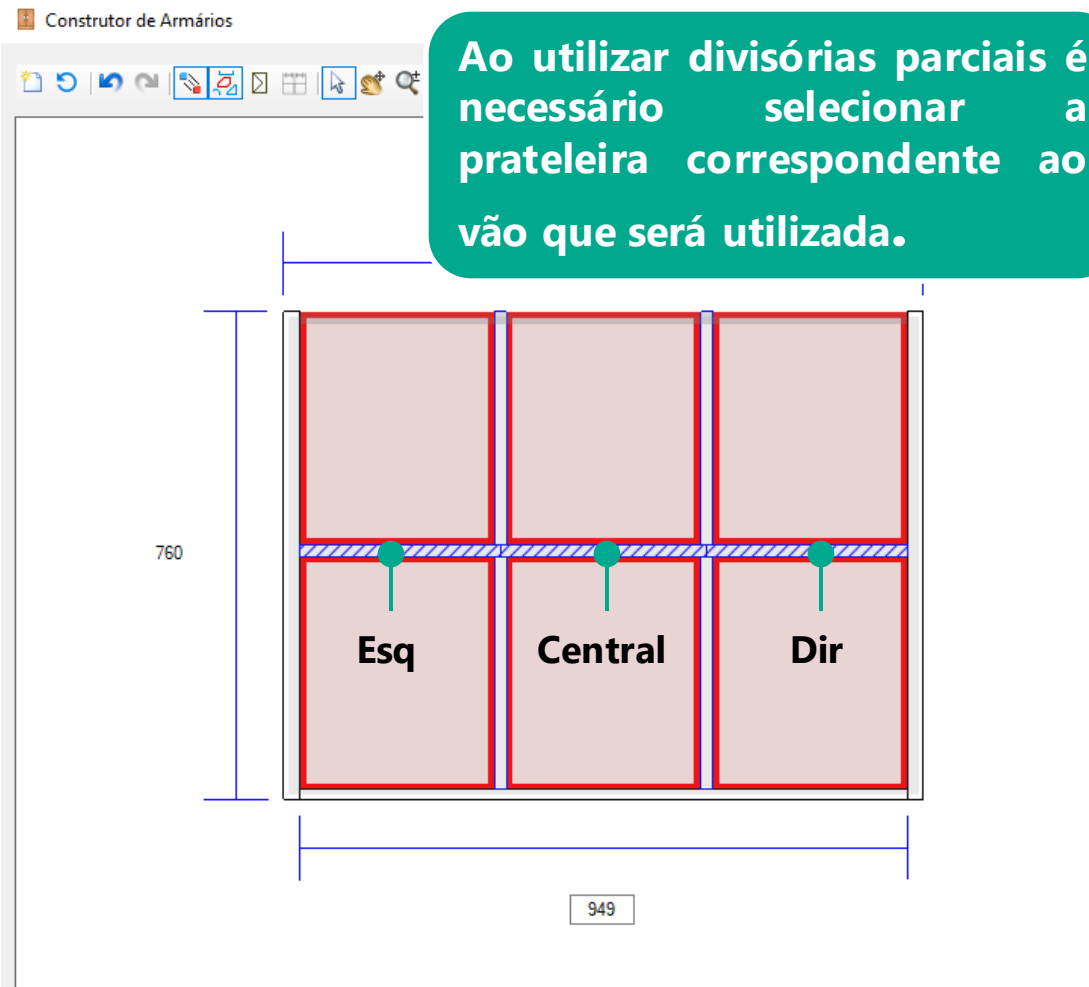 Construtor de Armários
Ao utilizar divisórias parciais é
necessário selecionar a
prateleira correspondente ao
vão que será utilizada.
760
Esq Central Dir
949